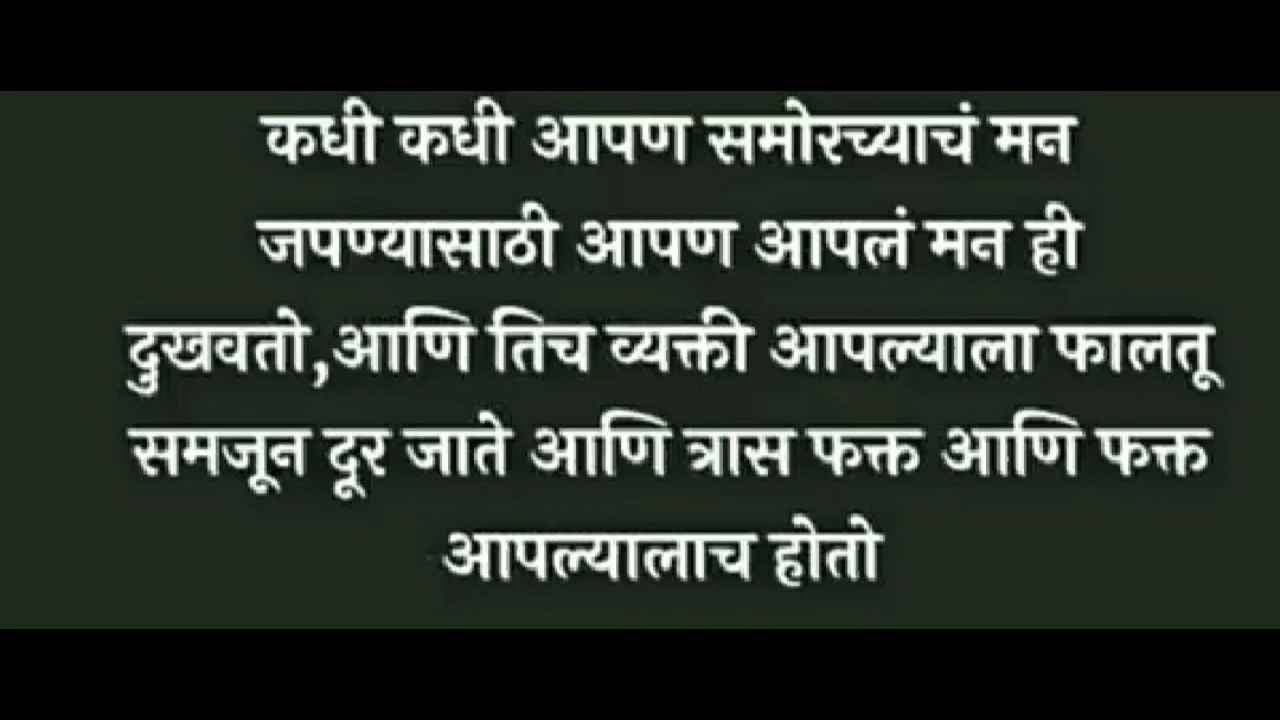 कधी कधी आपण समोरच्याचं मन
जपण्यासाठी आपण आपलं मन ही
दुखवतो,आणि तिच व्यक्ती आपल्याला फालतू
समजून दूर जाते आणि त्रास फक्त आणि फक्त
आपल्यालाच होतो